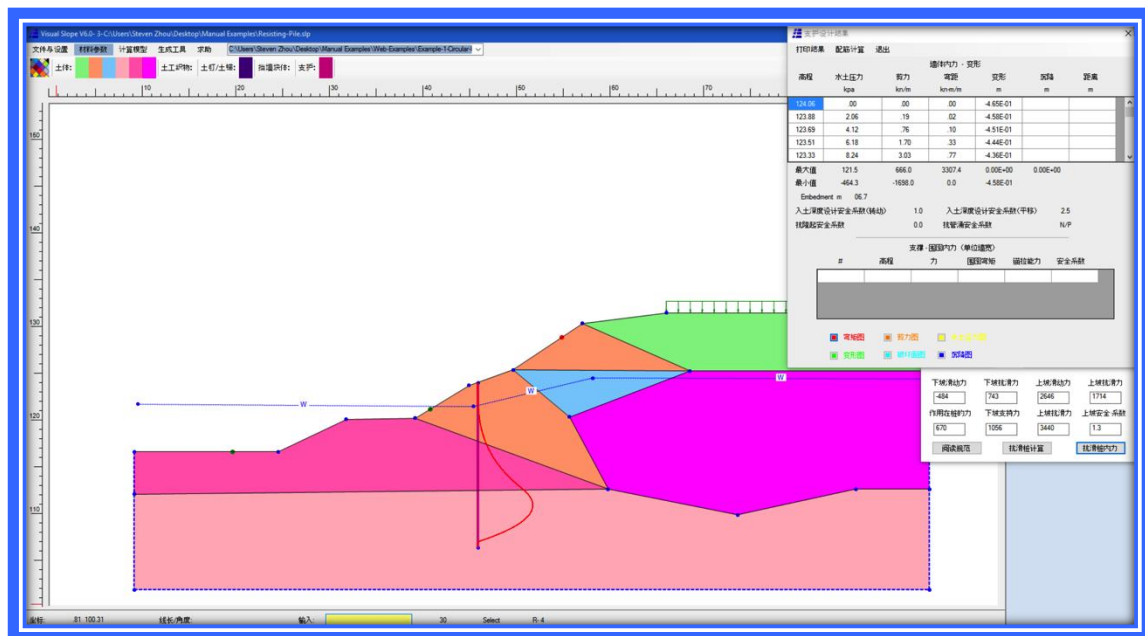 Visual Slope V6.0- 3-C:\Users\Steven Zhou\Desktop\Manual Examples\Resisting-Pile.slp
文件与设置 材料参数 计算模型 生成工具 求助 C:\Users\Steven Zhou\Desktop\Manual Examples\Web-Examples\Example-1-Circular-
土体: 土工织物: 土钉/土锚: 挡墙块体: 支护:
10 20 30 40 50 60 70
150
140
130
120
110
W W W
支护设计结果
打印结果 配筋计算 退出
墙体内力 - 变形
高程 水土压力 剪力 弯距 变形 沉降 距离
kpa kn/m kn-m/m m m m
124.06 .00 .00 .00 -4.65E-01
123.88 2.06 .19 .02 -4.58E-01
123.69 4.12 .76 .10 -4.51E-01
123.51 6.18 1.70 .33 -4.44E-01
123.33 8.24 3.03 .77 -4.36E-01
最大值 121.5 666.0 3307.4 0.00E+00 0.00E+00
最小值 -464.3 -1698.0 0.0 -4.58E-01
Embedment m 06.7
入土深度设计安全系数(转动) 1.0 入土深度设计安全系数(平移) 2.5
抗隆起安全系数 0.0 抗管涌安全系数 N/P
支撑-围囹内力 (单位墙宽)
# 高程 力 围囹弯矩 锚拉能力 安全系数
弯矩图 剪力图
变形图 沉降图
下坡滑动力 下坡抗滑力 上坡滑动力 上坡抗滑力
-484 743 2646 1714
作用在桩的力 下坡支持力 上坡抗滑力 上坡安全系数
670 1056 3440 1.3
阅读规范 抗滑桩计算 抗滑桩内力
坐标: .81 100.31 线长/角度: 输入: 30 Select R- 4